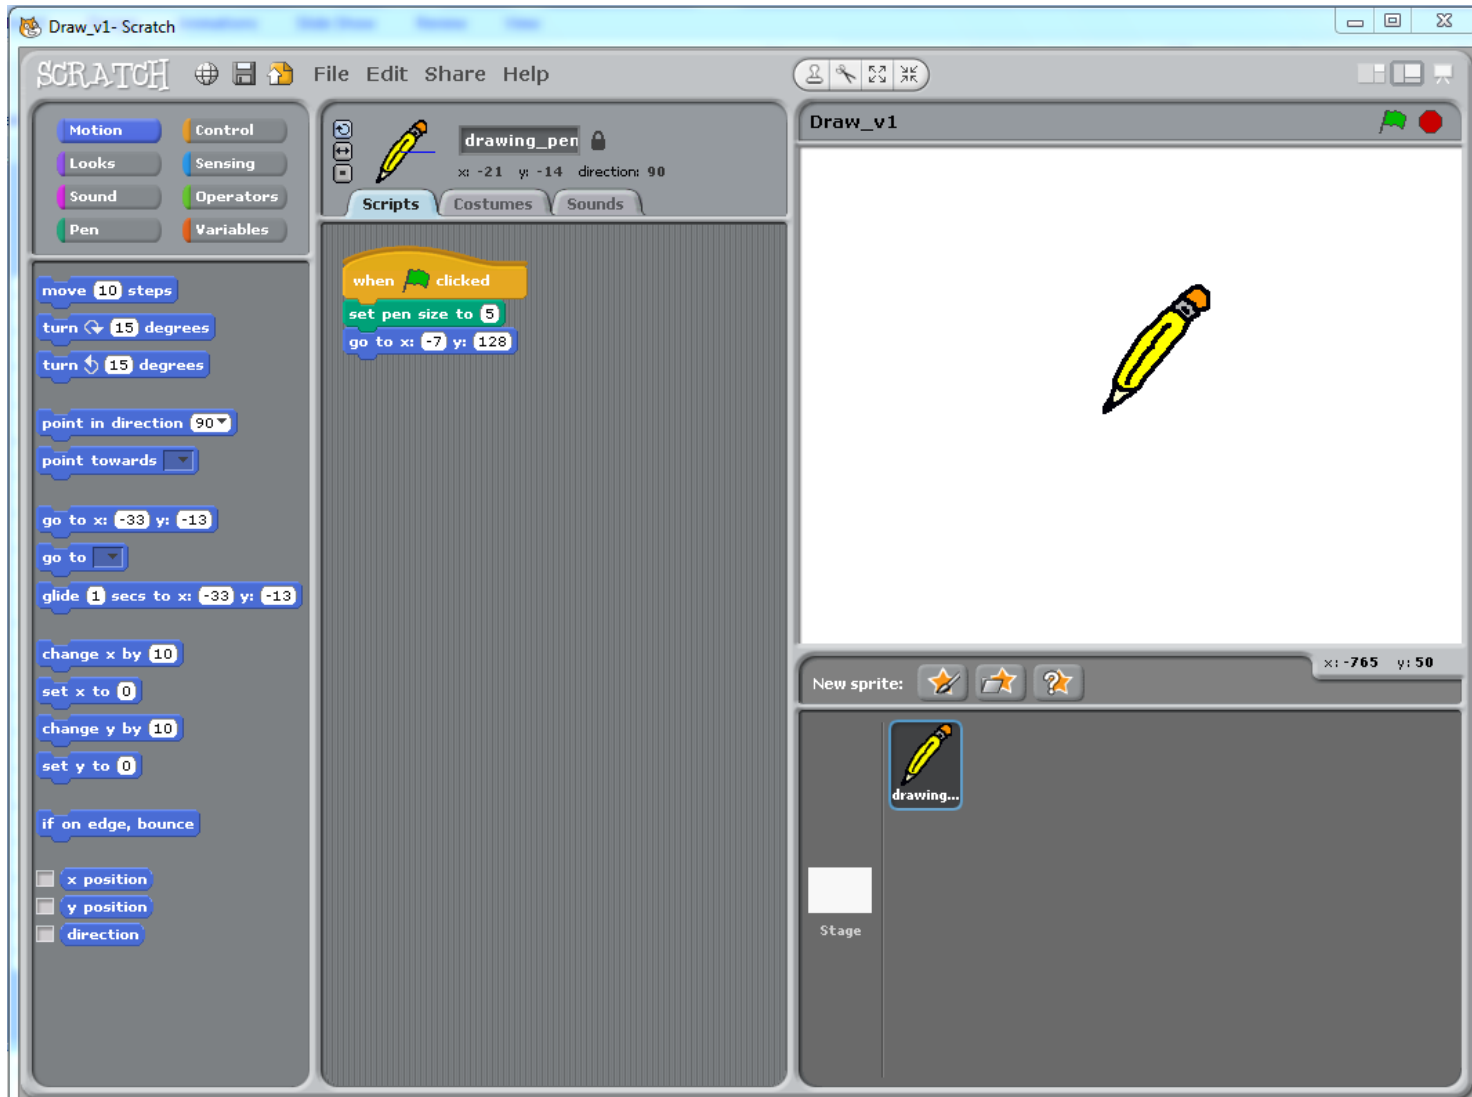 Draw_v1- Scratch
SCRATCH File Edit Share Help
Motion Control
Looks Sensing
Sound Operators
Pen Variables
move 10 steps
turn 15 degrees
turn 15 degrees
point in direction 90
point towards
go to x: -33 y: -13
go to
glide 1 secs to x: -33 y: -13
change x by 10
set x to 0
change y by 10
set y to 0
if on edge, bounce
x position
y position
direction
drawing_pen
x: -21 y: -14 direction: 90
Scripts Costumes Sounds
when clicked
set pen size to 5
go to x: -7 y: 128
Draw_v1
x: -765 y: 50
New sprite:
drawing...
Stage